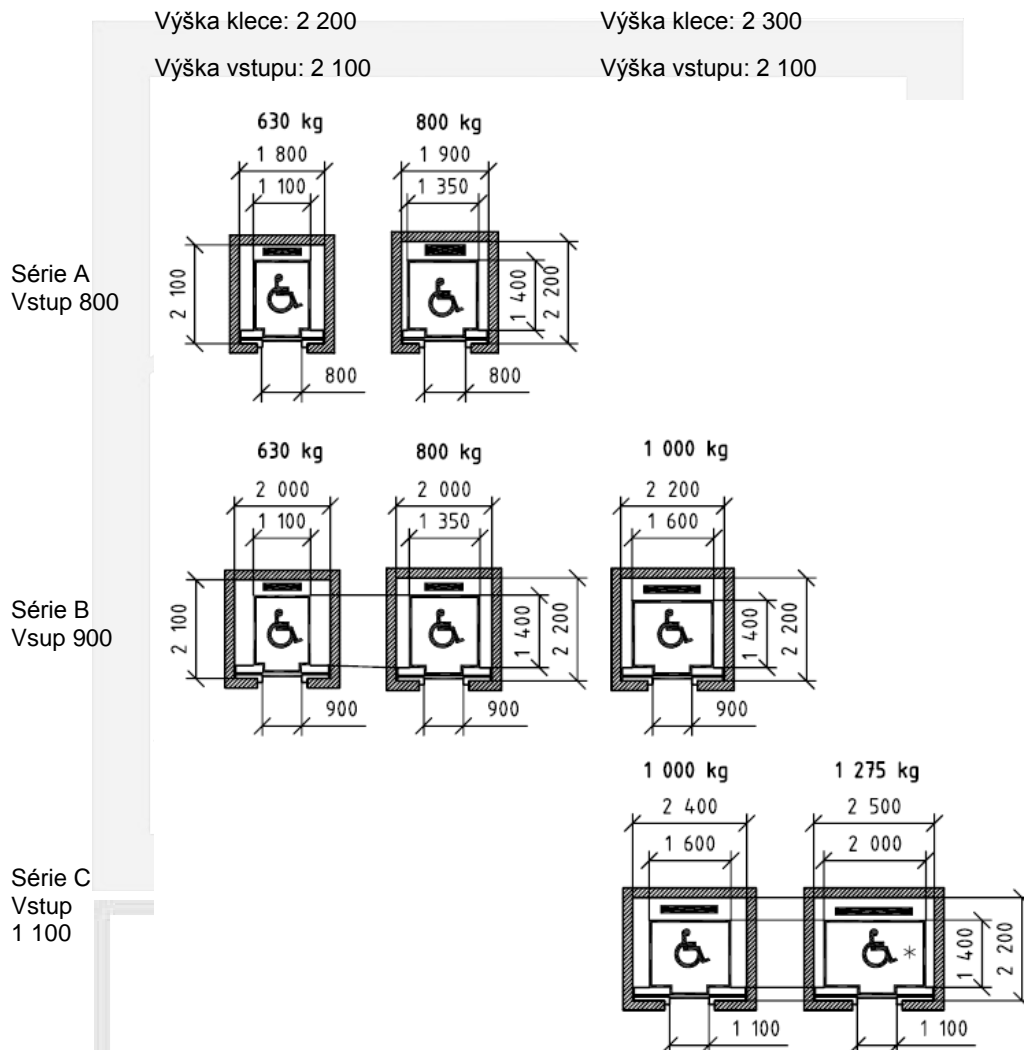 Výška klece: 2 200
Výška klece: 2 300
Výška vstupu: 2 100
Výška vstupu: 2 100
630 kg
800 kg
1 800
1 900
1 100
1 350
Série A
Vstup 800
2 100
1 400
2 200
800
800
630 kg
800 kg
1 000 kg
2 000
2 000
2 200
1 100
1 350
1 600
Série B
Vsup 900
2 100
1 400
2 200
1 400
2 200
900
900
900
1 000 kg
1 275 kg
2 400
2 500
1 600
2 000
Série C
Vstup
1 100
*
1 400
2 200
1 100
1 100